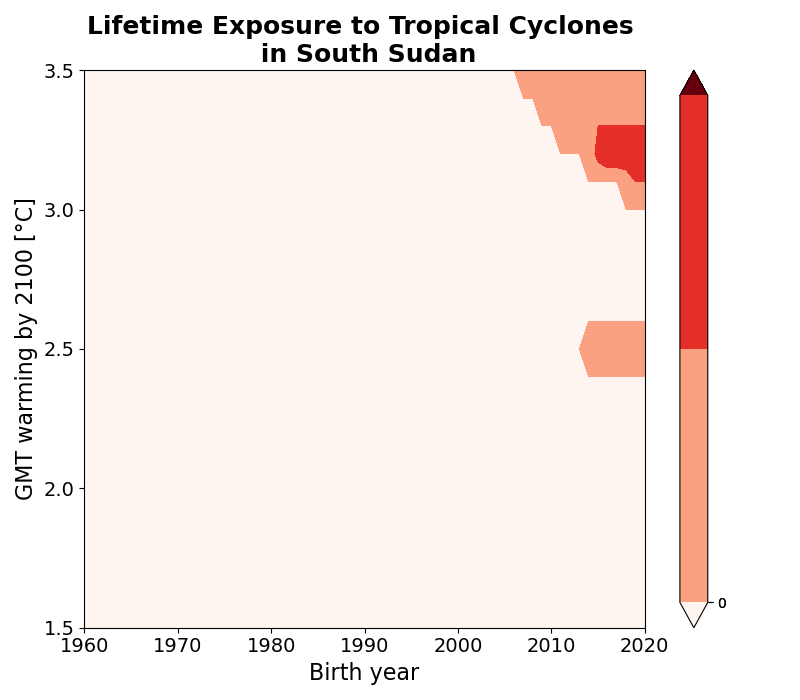 Lifetime Exposure to Tropical Cyclones
in South Sudan
GMT warming by 2100 [°C]
3.5
3.0
2.5
2.0
1.5
1960 1970 1980 1990 2000 2010 2020
Birth year
0